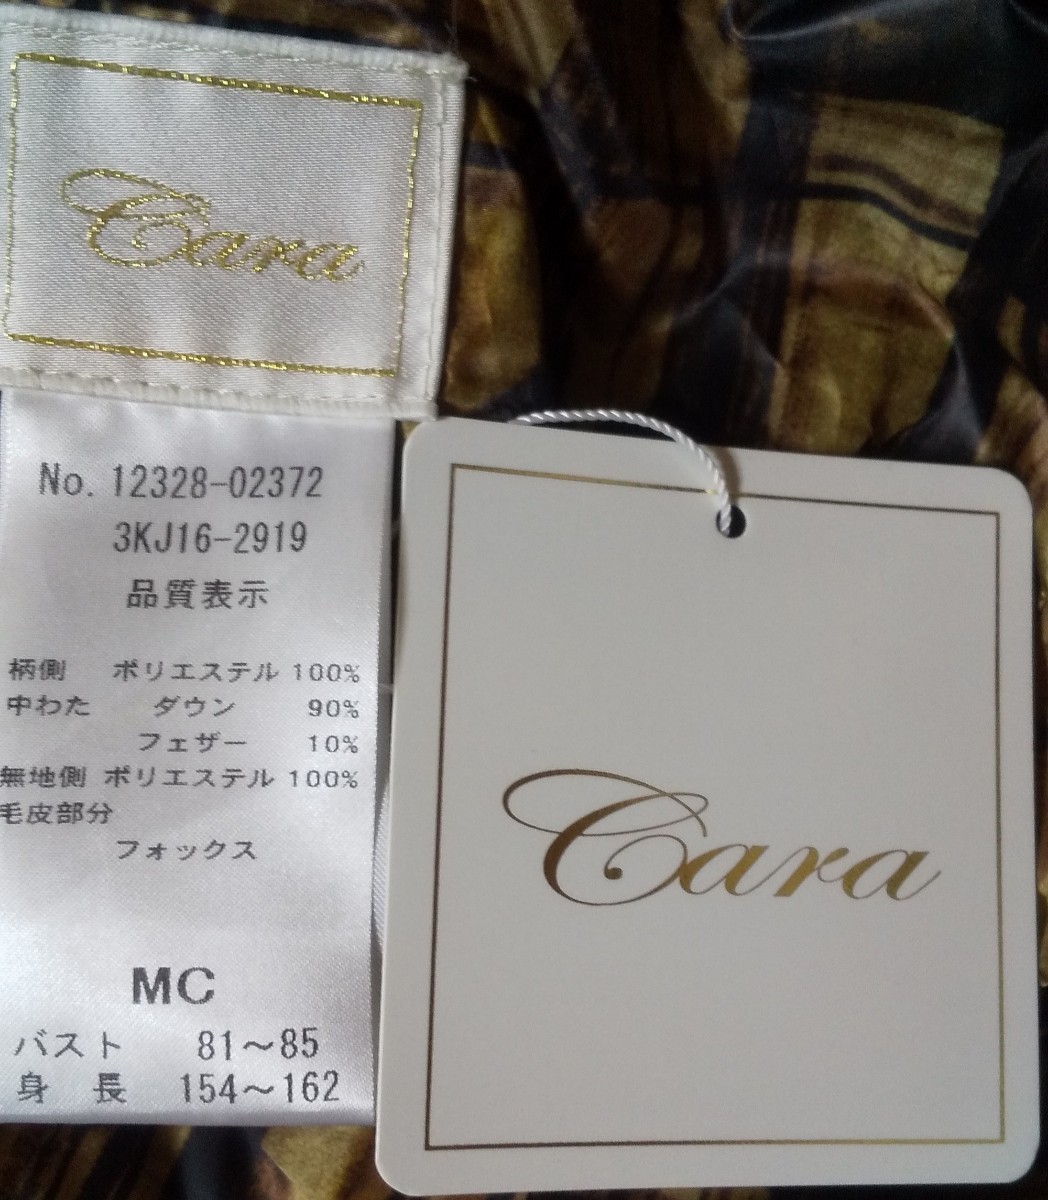 Cara
No. 12328-02372
3KJ16-2919
品質表示
柄側 ポリエステル 100%
中わた ダウン 90%
フェザー 10%
無地側 ポリエステル 100%
毛皮部分
フォックス
MC
バスト 81～85
身長 154～162
Cara